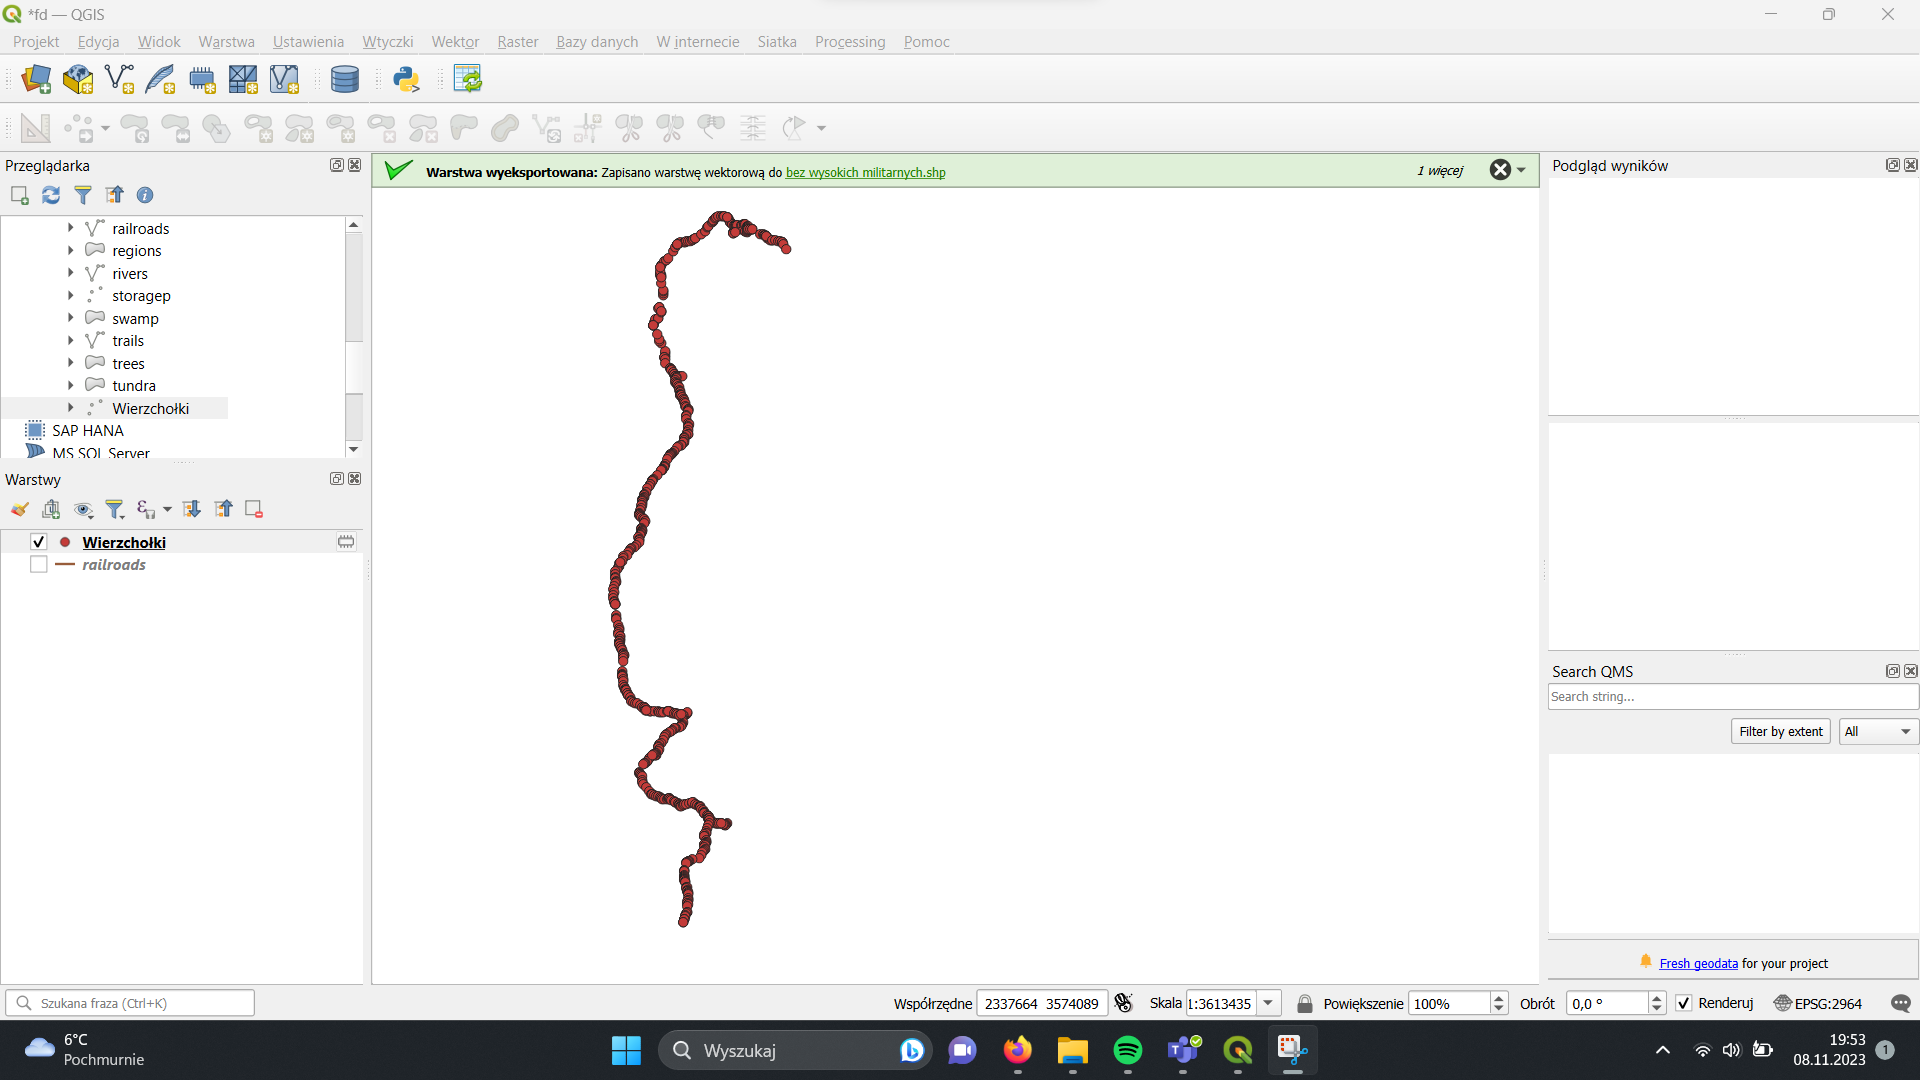 *fd — QGIS
Projekt Edycja Widok Warstwa Ustawienia Wtyczki Wektor Raster Bazy danych W internecie Siatka Processing Pomoc
Przeglądarka
railroads
regions
rivers
storagep
swamp
trails
trees
tundra
Wierzchołki
SAP HANA
MS SQL Server
Warstwy
Wierzchołki
railroads
Warstwa wyeksportowana: Zapisano warstwę wektorową do bez wysokich militarnych.shp
1 więcej
Podgląd wyników
Search QMS
Search string...
Filter by extent All
Fresh geodata for your project
Szukana fraza (Ctrl+K)
Współrzędne 2337664 3574089 Skala 1:3613435 Powiększenie 100% Obrót 0,0 ° Renderuj EPSG:2964
6°C
Pochmurnie
Wyszukaj
19:53
08.11.2023
1